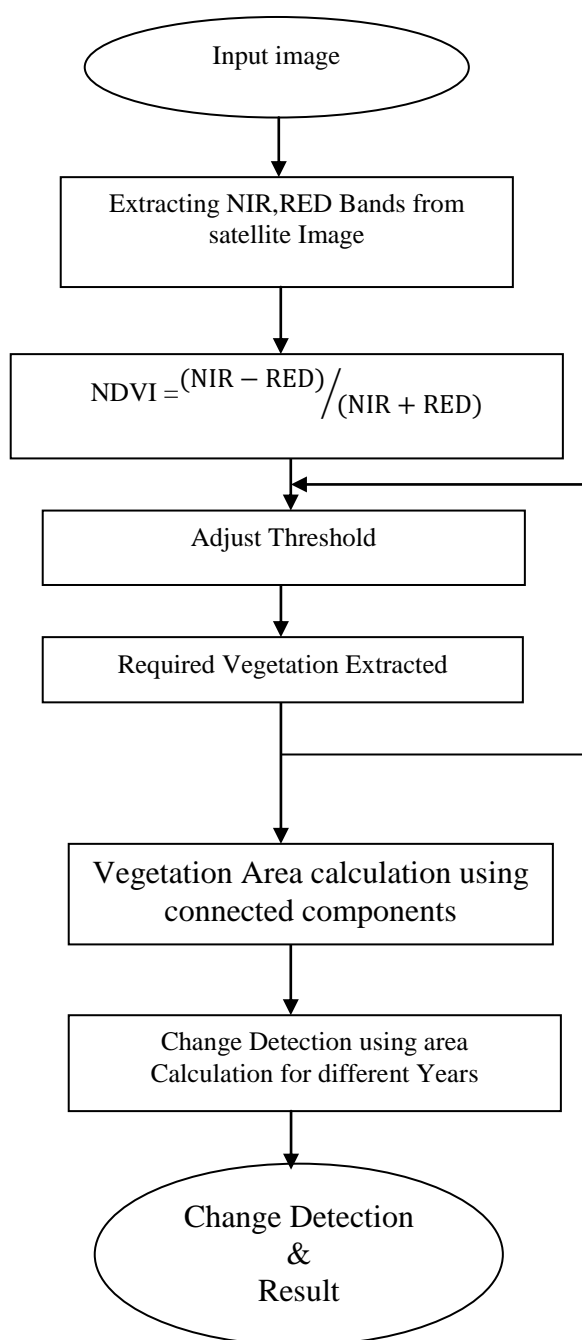 Input image
Extracting NIR,RED Bands from
satellite Image
NDVI =(NIR − RED)/(NIR + RED)
Adjust Threshold
Required Vegetation Extracted
Vegetation Area calculation using
connected components
Change Detection using area
Calculation for different Years
Change Detection
&
Result